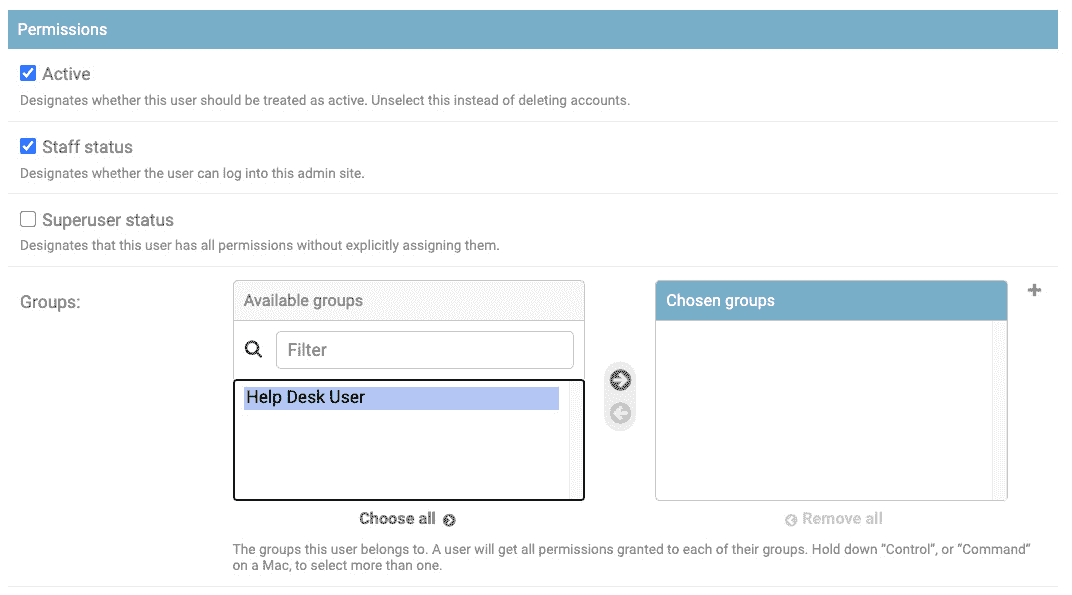 Permissions
Active
Designates whether this user should be treated as active. Unselect this instead of deleting accounts.
Staff status
Designates whether the user can log into this admin site.
Superuser status
Designates that this user has all permissions without explicitly assigning them.
Groups:
Available groups
Filter
Help Desk User
Choose all
Chosen groups
Remove all
The groups this user belongs to. A user will get all permissions granted to each of their groups. Hold down “Control”, or “Command”
on a Mac, to select more than one.